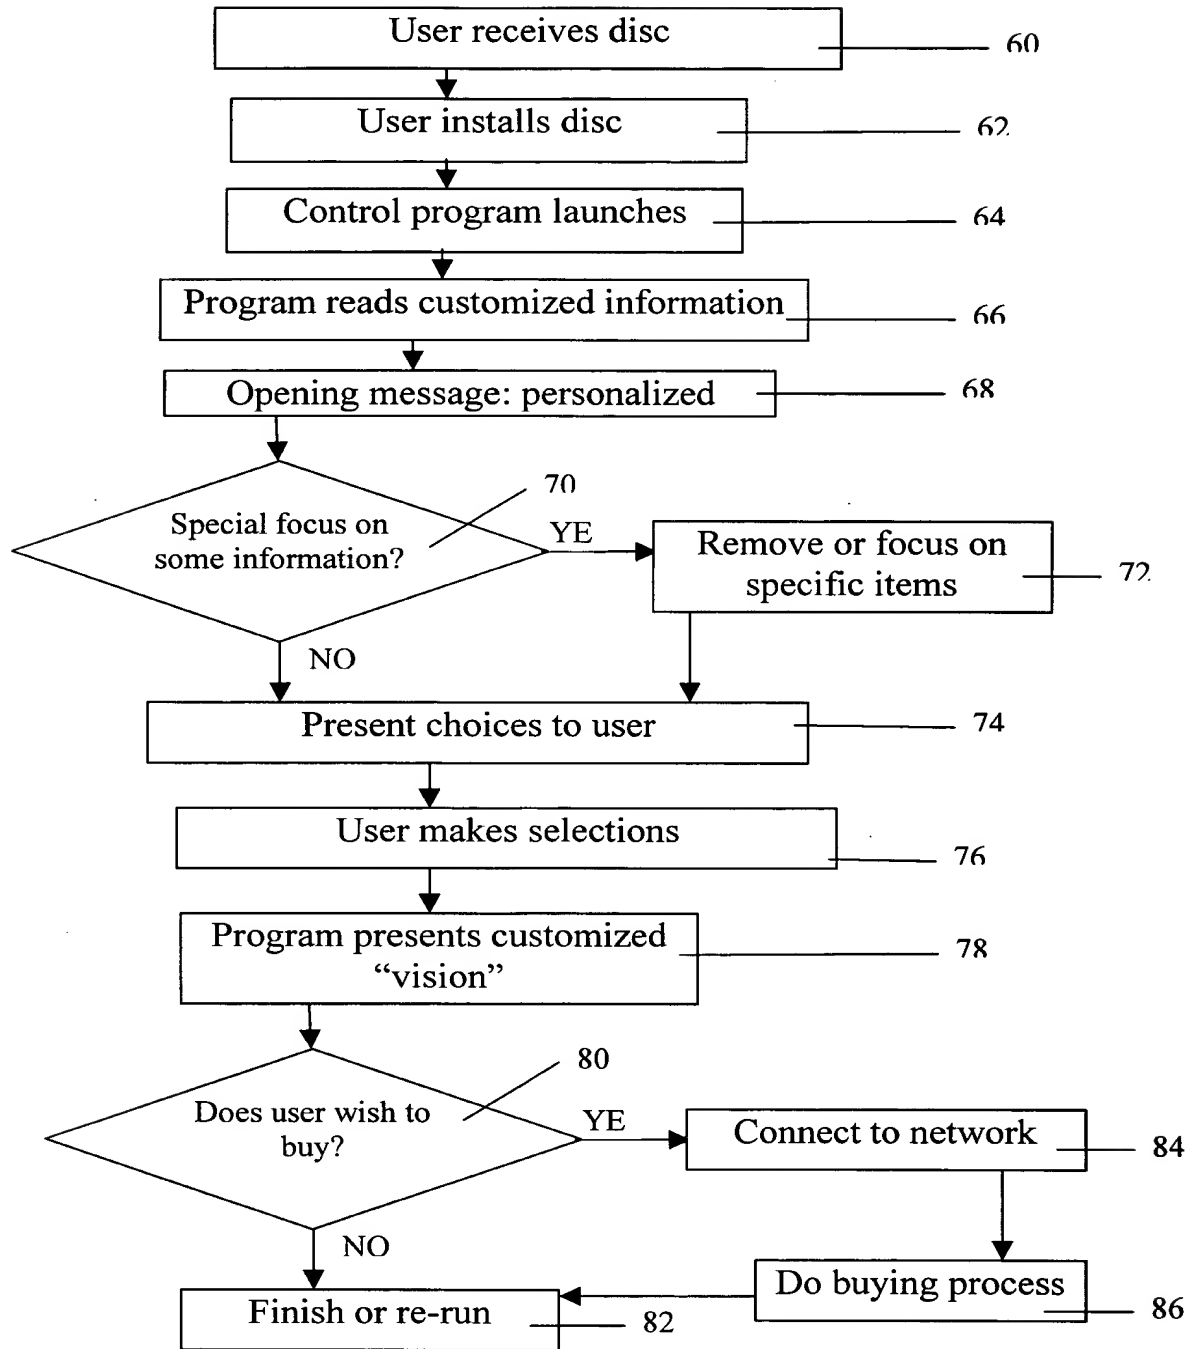 User receives disc
60
User installs disc
62
Control program launches
64
Program reads customized information
66
Opening message: personalized
68
70
Special focus on
some information?
YE
Remove or focus on
specific items
72
NO
Present choices to user
74
User makes selections
76
Program presents customized
“vision”
78
80
Does user wish to
buy?
YE
Connect to network
84
NO
Do buying process
86
Finish or re-run
82